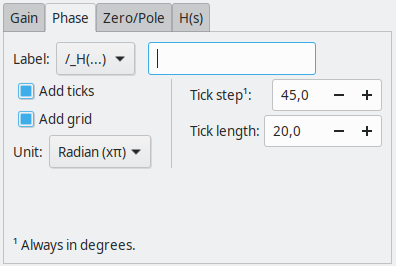 Gain Phase Zero/Pole H(s)
Label: /_H(...)
Add ticks
Add grid
Unit: Radian (xπ)
Tick step¹: 45,0 − +
Tick length: 20,0 − +
¹ Always in degrees.